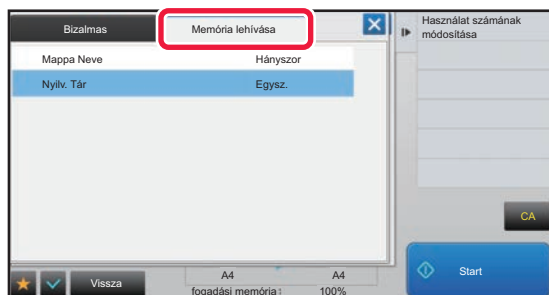 Bizalmas
Memória lehívása
Mappa Neve
Hányszor
Nyilv. Tár
Egysz.
Használat számának
módosítása
CA
Start
Vissza
A4
A4
fogadási memória:
100%